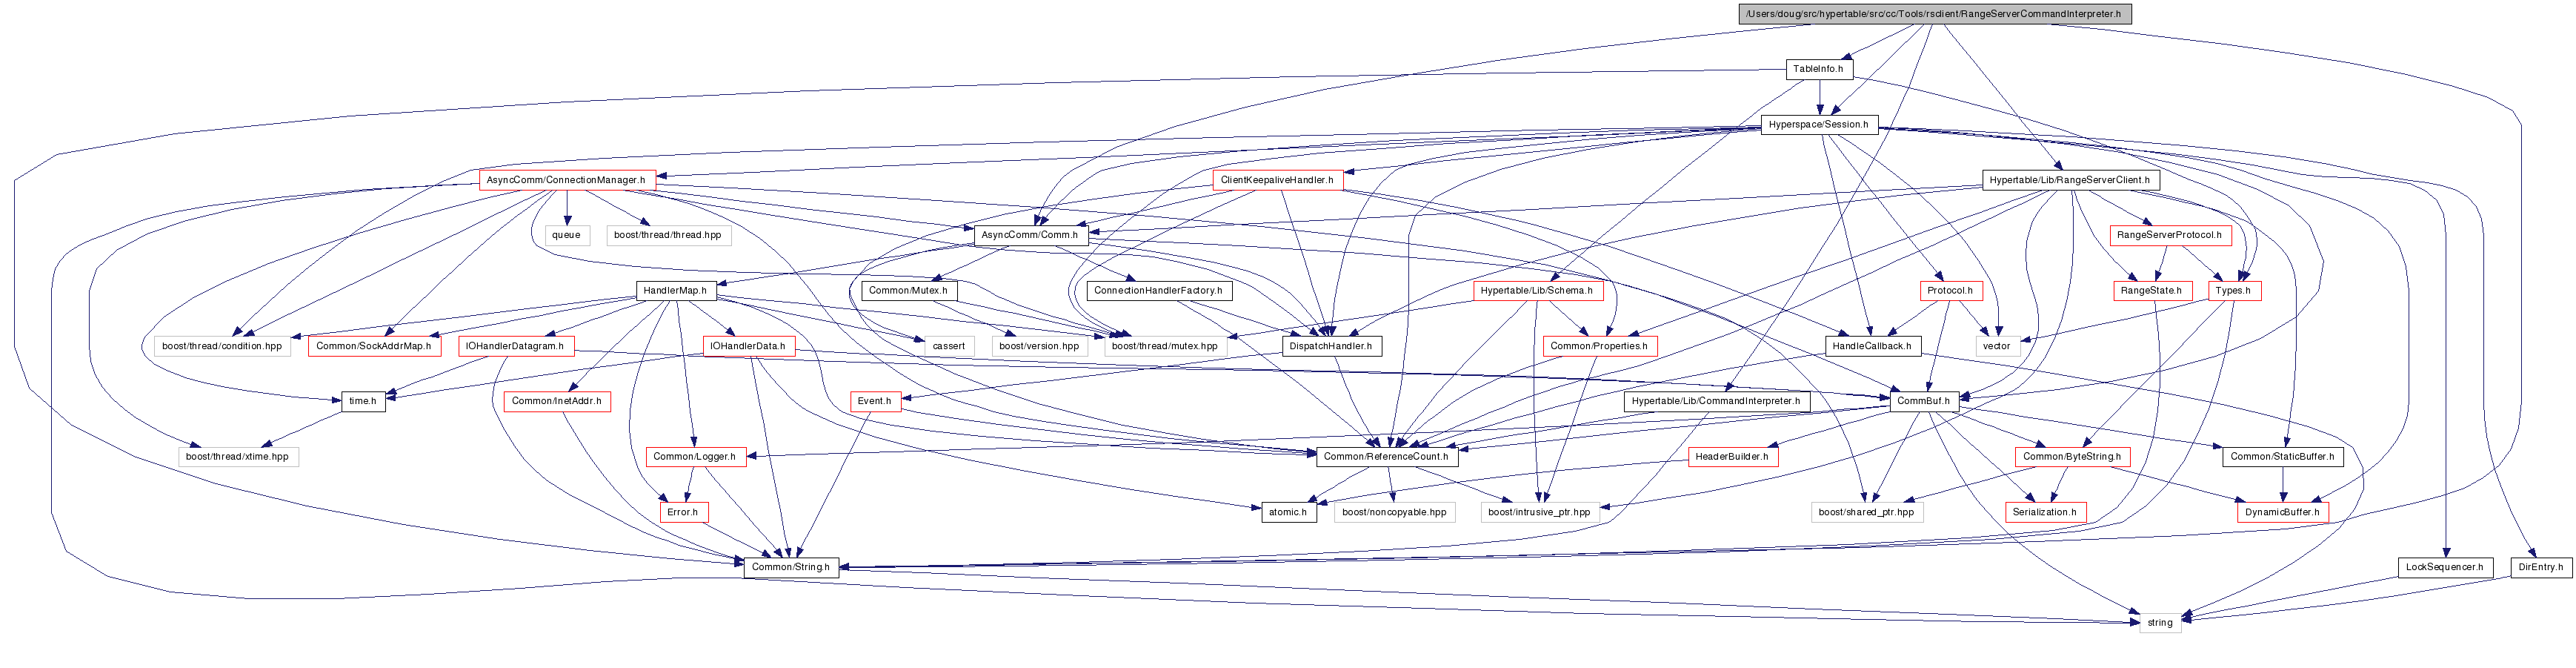 /Users/doug/src/hypertable/src/cc/Tools/rsclient/RangeServerCommandInterpreter.h
TableInfo.h
Hyperspace/Session.h
AsyncComm/ConnectionManager.h
ClientKeepaliveHandler.h
Hypertable/Lib/RangeServerClient.h
queue
boost/thread/thread.hpp
AsyncComm/Comm.h
RangeServerProtocol.h
HandlerMap.h
Common/Mutex.h
ConnectionHandlerFactory.h
Hypertable/Lib/Schema.h
Protocol.h
RangeState.h
Types.h
boost/thread/condition.hpp
Common/SockAddrMap.h
IOHandlerDatagram.h
IOHandlerData.h
cassert
boost/version.hpp
boost/thread/mutex.hpp
DispatchHandler.h
Common/Properties.h
HandleCallback.h
vector
time.h
Common/InetAddr.h
Event.h
Hypertable/Lib/CommandInterpreter.h
CommBuf.h
boost/thread/xtime.hpp
Common/Logger.h
Common/ReferenceCount.h
HeaderBuilder.h
Common/ByteString.h
Common/StaticBuffer.h
Error.h
atomic.h
boost/noncopyable.hpp
boost/intrusive_ptr.hpp
boost/shared_ptr.hpp
Serialization.h
DynamicBuffer.h
Common/String.h
LockSequencer.h
DirEntry.h
string